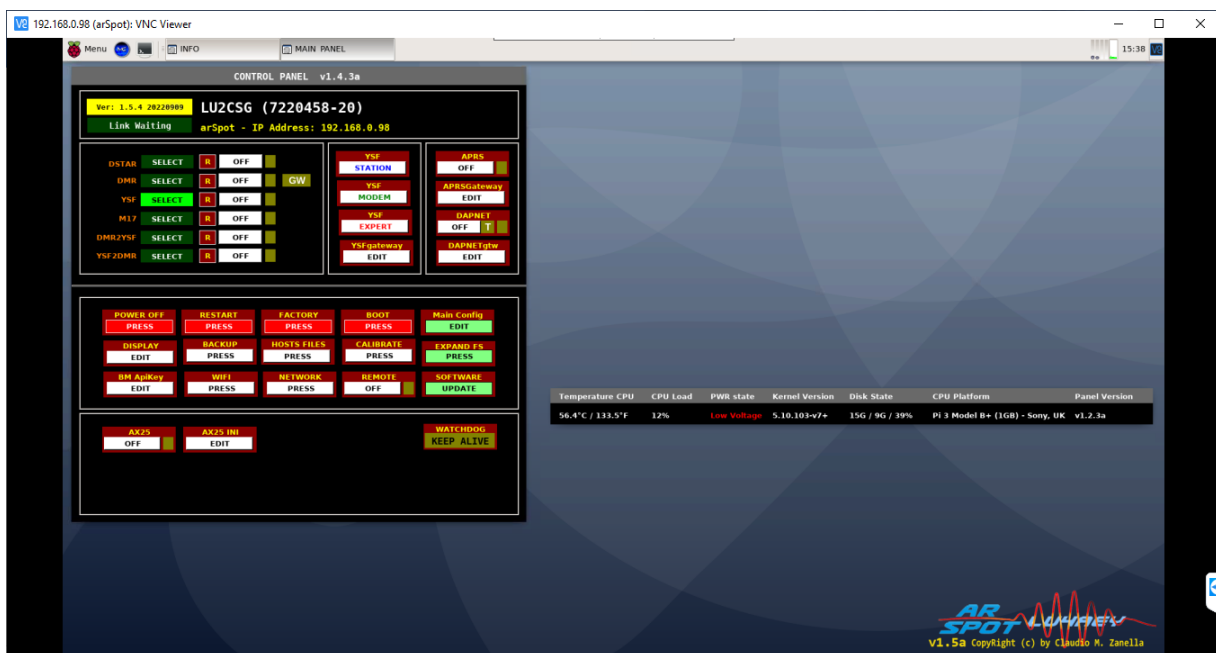 192.168.0.98 (arSpot): VNC Viewer
Menu INFO MAIN PANEL 15:38
CONTROL PANEL v1.4.3a
Ver: 1.5.4 20220909 LU2CSG (7220458-20)
Link Waiting arSpot - IP Address: 192.168.0.98
DSTAR SELECT R OFF
DMR SELECT R OFF GW
YSF SELECT R OFF
M17 SELECT R OFF
DMR2YSF SELECT R OFF
YSF2DMR SELECT R OFF
YSF
STATION
YSF
MODEM
YSF
EXPERT
YSFgateway
EDIT
APRS
OFF
APRSGateway
EDIT
DAPNET
OFF T
DAPNETgtw
EDIT
POWER OFF RESTART FACTORY BOOT Main Config
PRESS PRESS PRESS PRESS EDIT
DISPLAY BACKUP HOSTS FILES CALIBRATE EXPAND FS
EDIT PRESS PRESS PRESS PRESS
BM ApiKey WIFI NETWORK REMOTE SOFTWARE
EDIT PRESS PRESS OFF UPDATE
AX25 AX25 INI WATCHDOG
OFF EDIT KEEP ALIVE
Temperature CPU CPU Load PWR state Kernel Version Disk State CPU Platform Panel Version
56.4°C / 133.5°F 12% Low Voltage 5.10.103-v7+ 15G / 9G / 39% Pi 3 Model B+ (1GB) - Sony, UK v1.2.3a
AR
SPOT LU4AEY
v1.5a CopyRight (c) by Claudio M. Zanella